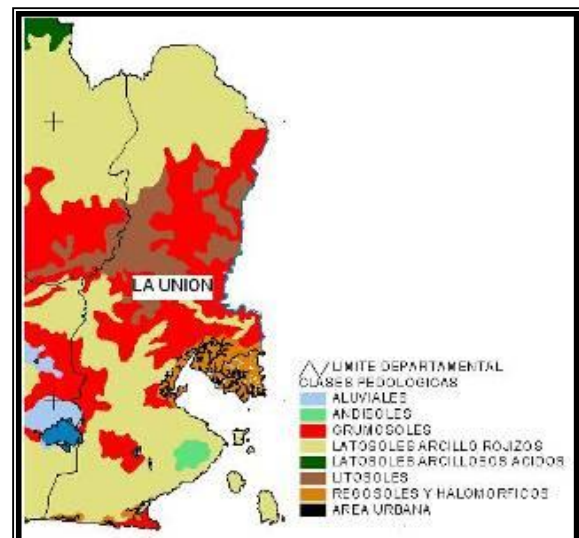 LA UNION
LIMITE DEPARTAMENTAL
CLASES PEDOLOGICAS
ALUVIALES
ANDISOLES
GRUMOSOLES
LATOSOLES ARCILLO ROJIZOS
LATOSOLES ARCILLOSOS ACIDOS
LITOSOLES
REGOSOLES Y HALOMORFICOS
AREA URBANA